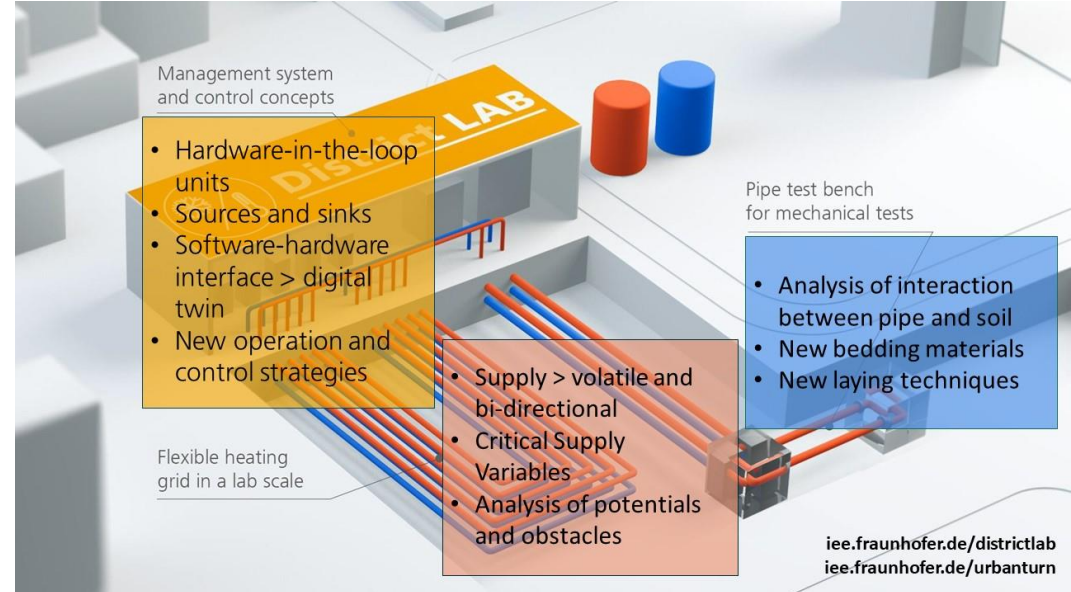 Management system
and control concepts
District LAB
• Hardware-in-the-loop
units
• Sources and sinks
• Software-hardware
interface > digital
twin
• New operation and
control strategies
Pipe test bench
for mechanical tests
• Analysis of interaction
between pipe and soil
• New bedding materials
• New laying techniques
• Supply > volatile and
bi-directional
• Critical Supply
Variables
• Analysis of potentials
and obstacles
Flexible heating
grid in a lab scale
iee.fraunhofer.de/districtlab
iee.fraunhofer.de/urbanturn